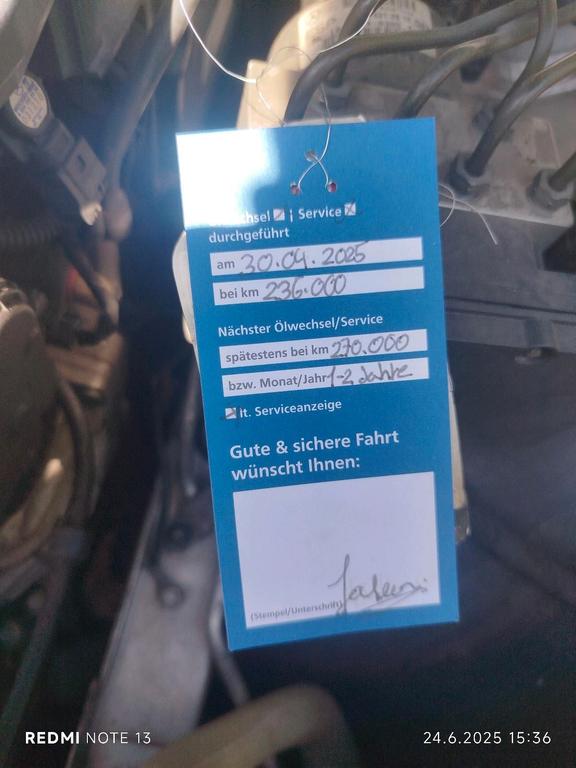 | Service
durchgeführt
am 30.04.2025
bei km 236.000
Nächster Ölwechsel/Service
spätestens bei km 270.000
bzw. Monat/Jahr 1-2 Jahre
lt. Serviceanzeige
Gute & sichere Fahrt
wünscht Ihnen:
(Stempel/Unterschrift)
REDMI NOTE 13
24.6.2025 15:36